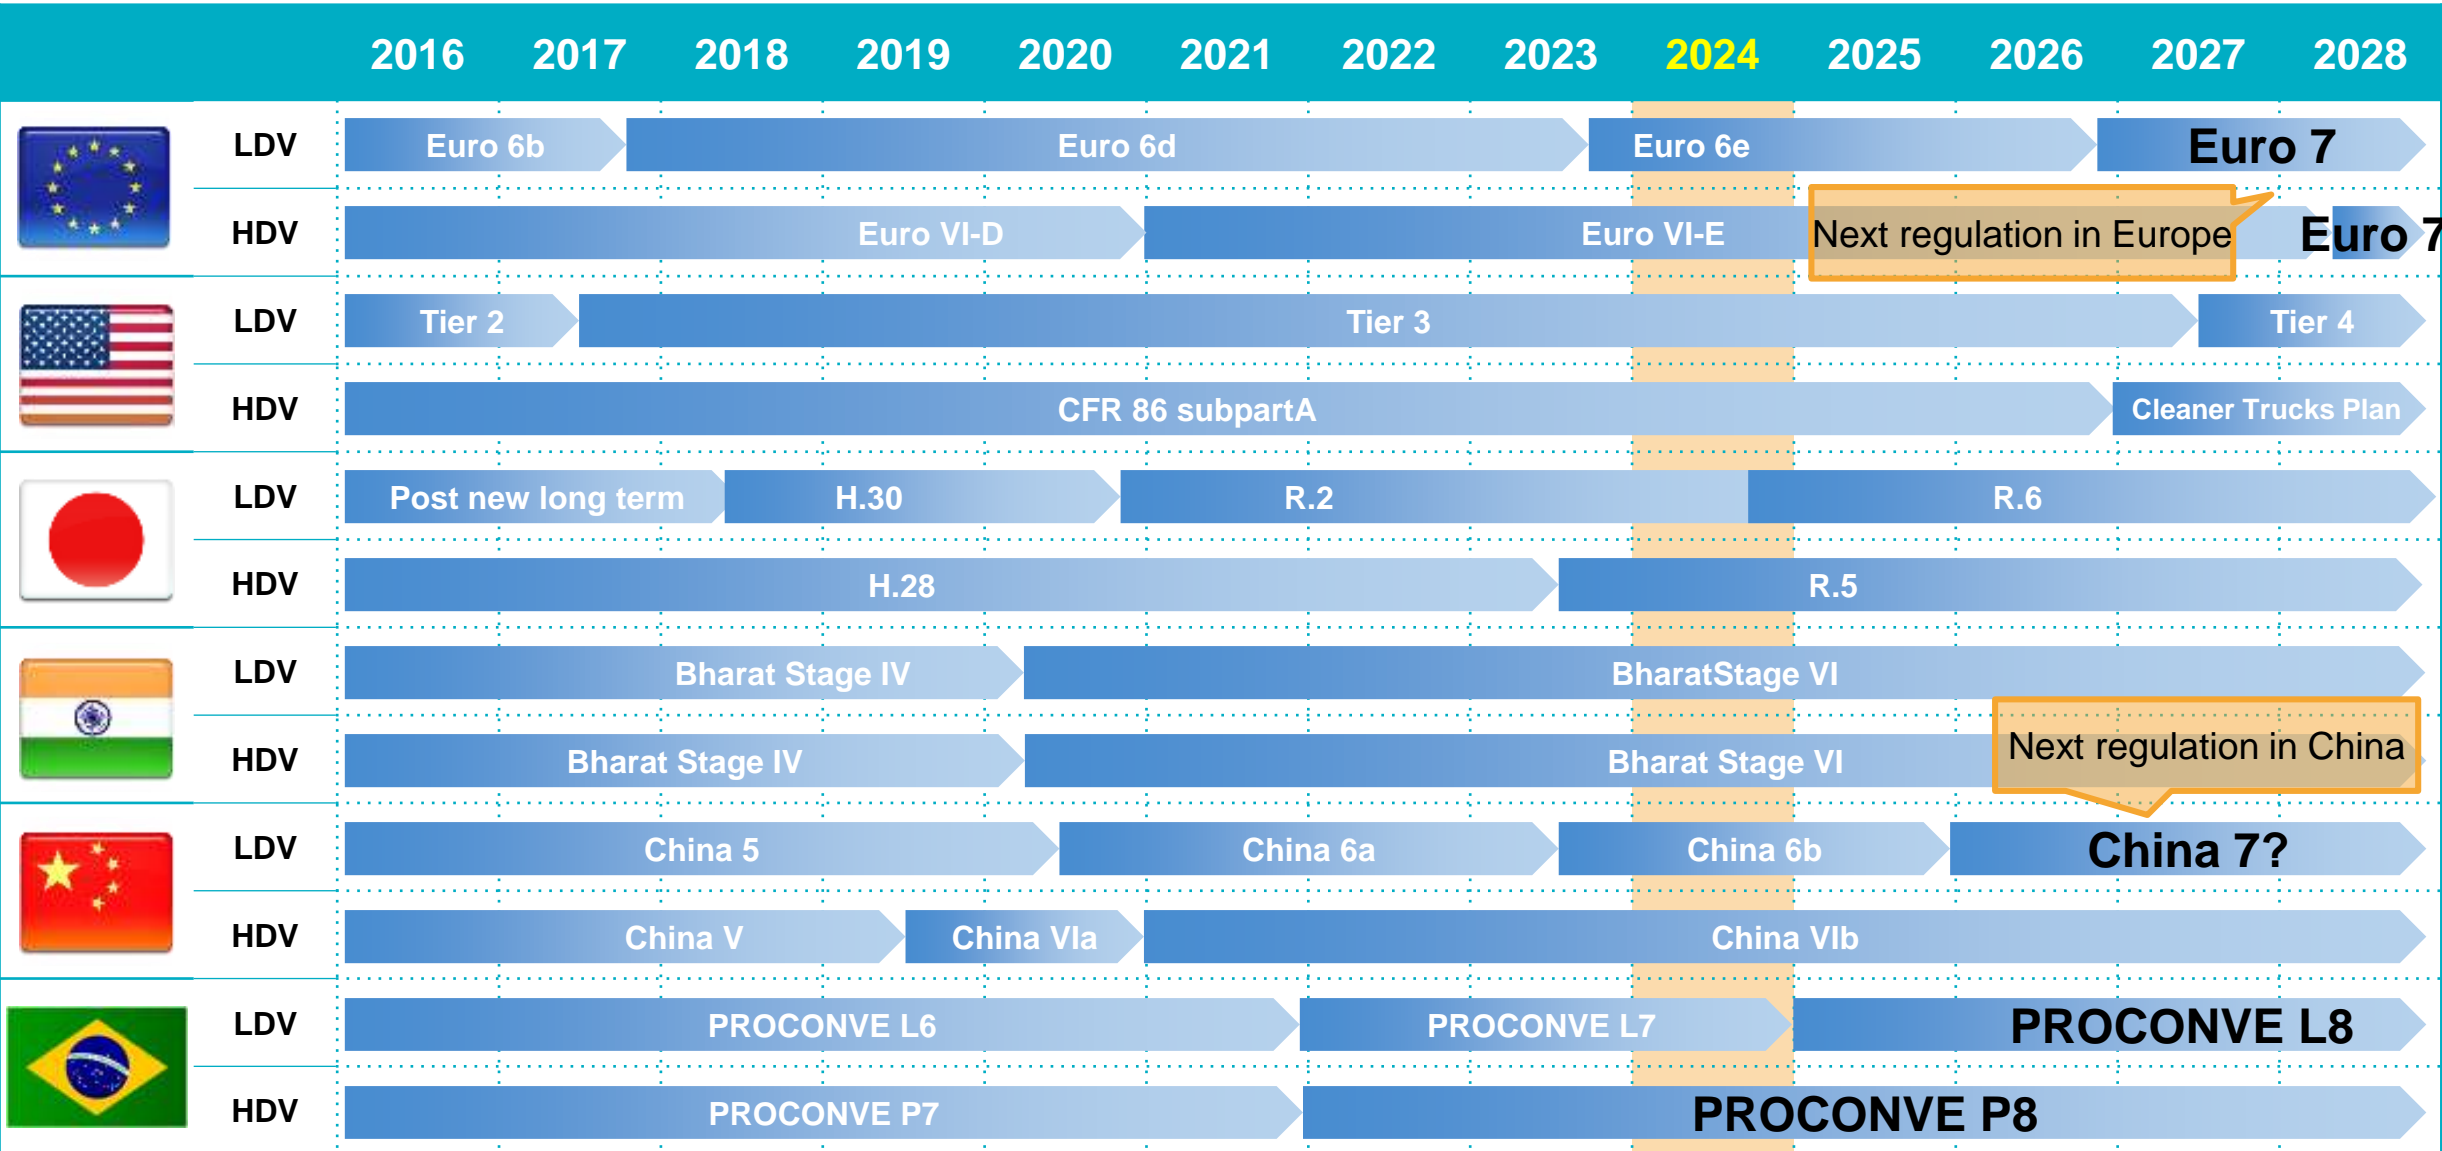 2016 2017 2018 2019 2020 2021 2022 2023 2024 2025 2026 2027 2028
LDV Euro 6b Euro 6d Euro 6e Euro 7
HDV Euro VI-D Euro VI-E Next regulation in Europe Euro 7
LDV Tier 2 Tier 3 Tier 4
HDV CFR 86 subpartA Cleaner Trucks Plan
LDV Post new long term H.30 R.2 R.6
HDV H.28 R.5
LDV Bharat Stage IV BharatStage VI
HDV Bharat Stage IV Bharat Stage VI Next regulation in China
LDV China 5 China 6a China 6b China 7?
HDV China V China VIa China VIb
LDV PROCONVE L6 PROCONVE L7 PROCONVE L8
HDV PROCONVE P7 PROCONVE P8